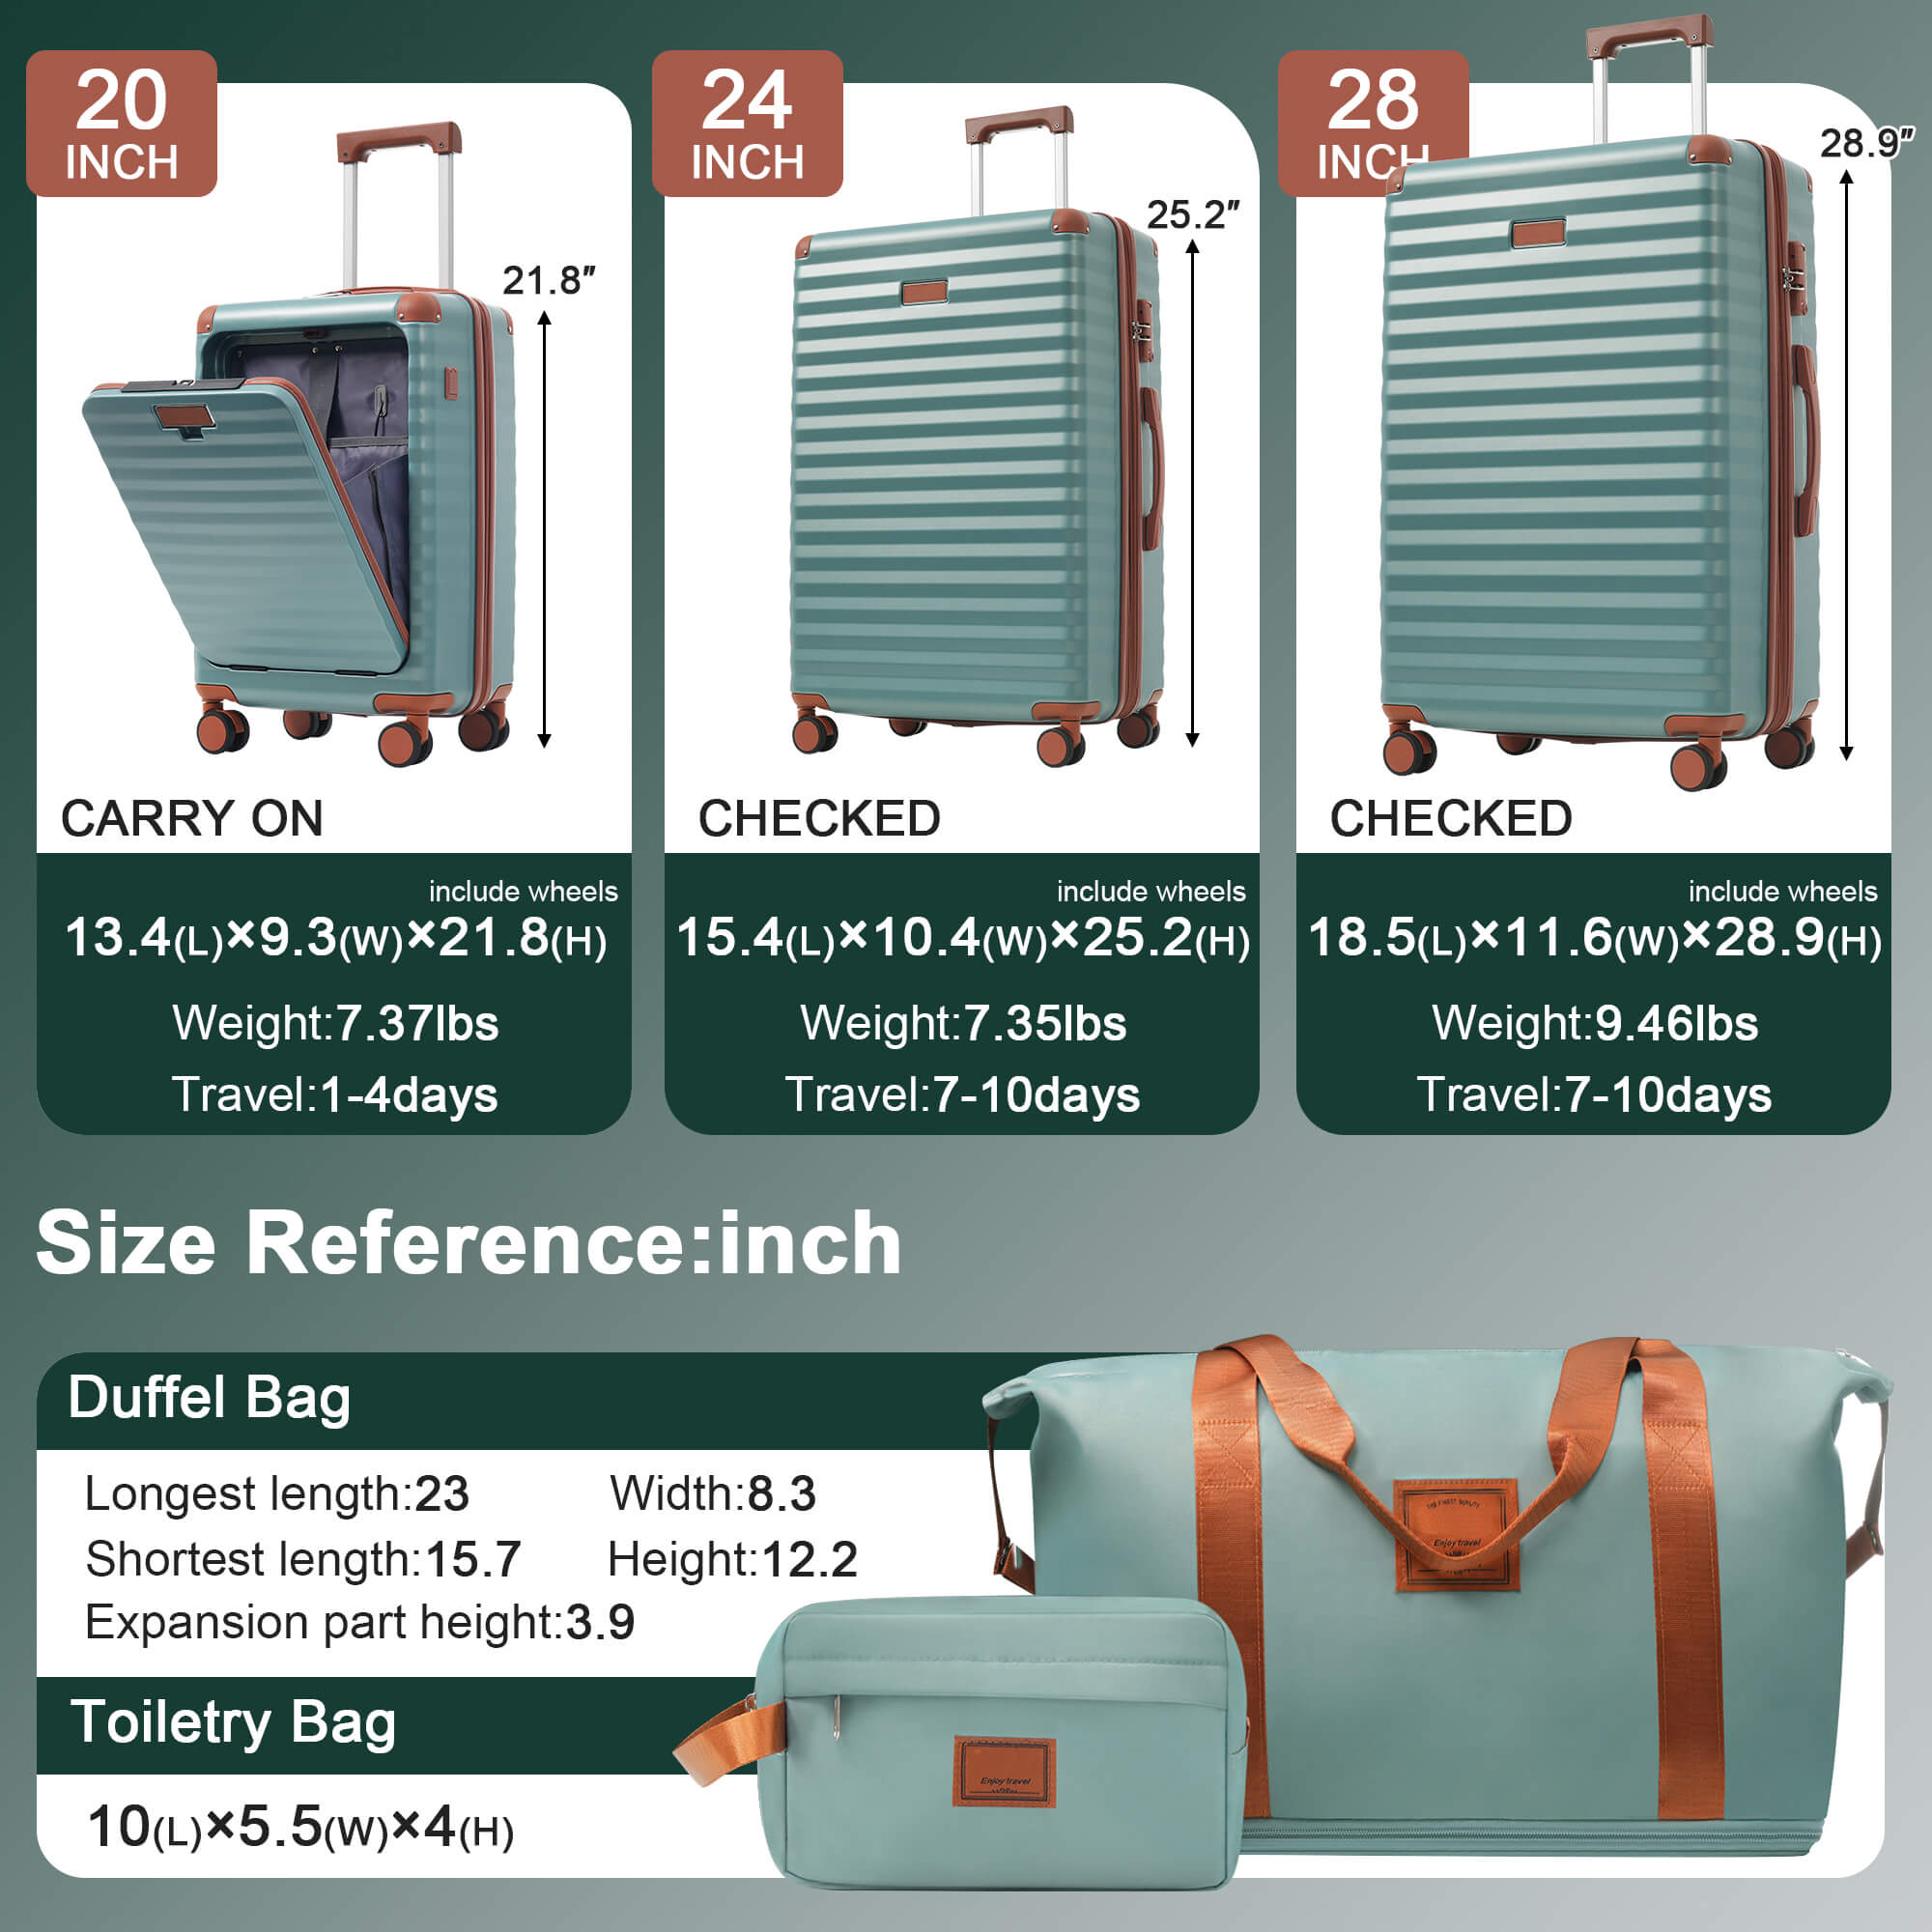 20
INCH
21.8"
CARRY ON
include wheels
13.4(L)×9.3(W)×21.8(H)
Weight:7.37lbs
Travel:1-4days
24
INCH
25.2"
CHECKED
include wheels
15.4(L)×10.4(W)×25.2(H)
Weight:7.35lbs
Travel:7-10days
28
INCH
28.9"
CHECKED
include wheels
18.5(L)×11.6(W)×28.9(H)
Weight:9.46lbs
Travel:7-10days
Size Reference:inch
Duffel Bag
Longest length:23
Width:8.3
Shortest length:15.7
Height:12.2
Expansion part height:3.9
Toiletry Bag
10(L)×5.5(W)×4(H)
Enjoy travel
Enjoy travel